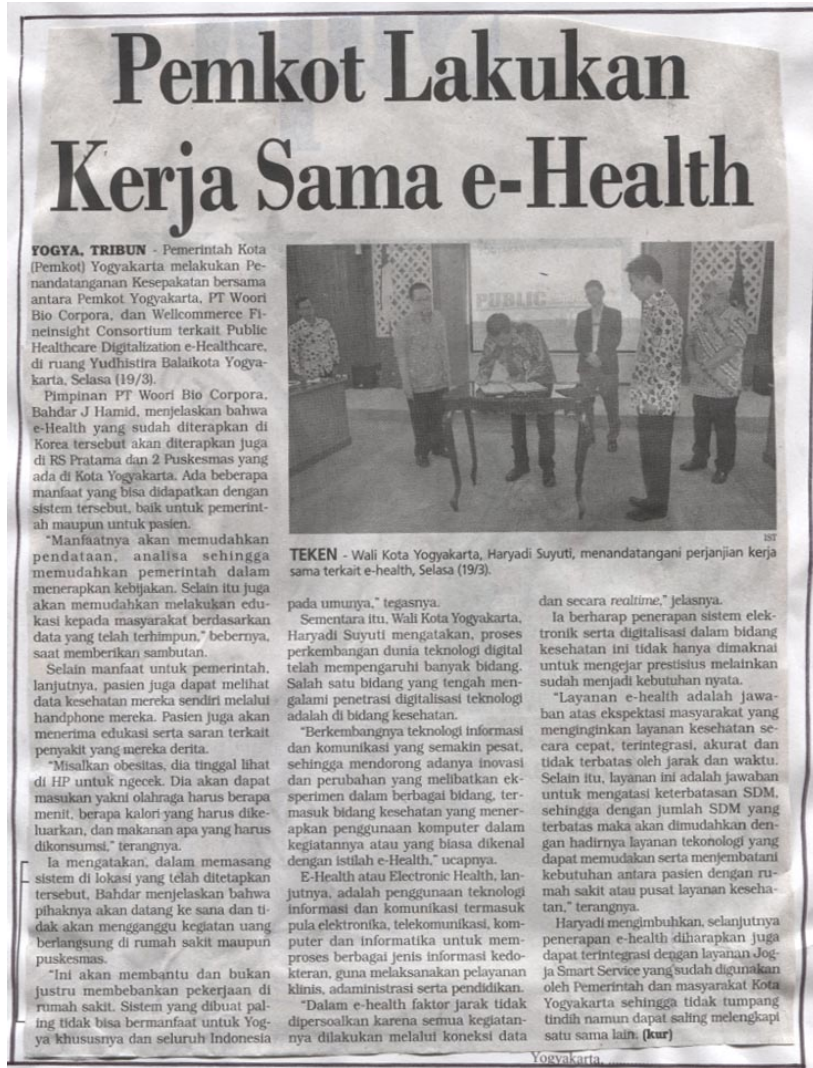 Pemkot Lakukan
Kerja Sama e-Health
YOGYA, TRIBUN - Pemerintah Kota
(Pemkot) Yogyakarta melakukan Pe-
nandatanganan Kesepakatan bersama
antara Pemkot Yogyakarta, PT Woori
Bio Corpora, dan Wellcommerce Fi-
neinsight Consortium terkait Public
Healthcare Digitalization e-Healthcare,
di ruang Yudhistira Balaikota Yogya-
karta, Selasa (19/3).
Pimpinan PT Woori Bio Corpora,
Bahdar J Hamid, menjelaskan bahwa
e-Health yang sudah diterapkan di
Korea tersebut akan diterapkan juga
di RS Pratama dan 2 Puskesmas yang
ada di Kota Yogyakarta. Ada beberapa
manfaat yang bisa didapatkan dengan
sistem tersebut, baik untuk pemerint-
ah maupun untuk pasien.
"Manfaatnya akan memudahkan
pendataan, analisa sehingga
memudahkan pemerintah dalam
menerapkan kebijakan. Selain itu juga
akan memudahkan melakukan edu-
kasi kepada masyarakat berdasarkan
data yang telah terhimpun," bebernya,
saat memberikan sambutan.
Selain manfaat untuk pemerintah,
lanjutnya, pasien juga dapat melihat
data kesehatan mereka sendiri melalui
handphone mereka. Pasien juga akan
menerima edukasi serta saran terkait
penyakit yang mereka derita.
"Misalkan obesitas, dia tinggal lihat
di HP untuk ngecek. Dia akan dapat
masukan yakni olahraga harus berapa
menit, berapa kalori yang harus dike-
luarkan, dan makanan apa yang harus
dikonsumsi," terangnya.
Ia mengatakan, dalam memasang
sistem di lokasi yang telah ditetapkan
tersebut, Bahdar menjelaskan bahwa
pihaknya akan datang ke sana dan ti-
dak akan mengganggu kegiatan uang
berlangsung di rumah sakit maupun
puskesmas.
"Ini akan membantu dan bukan
justru membebankan pekerjaan di
rumah sakit. Sistem yang dibuat pal-
ing tidak bisa bermanfaat untuk Yog-
ya khususnya dan seluruh Indonesia
PUBLIC
IST
TEKEN - Wali Kota Yogyakarta, Haryadi Suyuti, menandatangani perjanjian kerja
sama terkait e-health, Selasa (19/3).
pada umunya," tegasnya.
Sementara itu, Wali Kota Yogyakarta,
Haryadi Suyuti mengatakan, proses
perkembangan dunia teknologi digital
telah mempengaruhi banyak bidang.
Salah satu bidang yang tengah men-
galami penetrasi digitalisasi teknologi
adalah di bidang kesehatan.
"Berkembangnya teknologi informasi
dan komunikasi yang semakin pesat,
sehingga mendorong adanya inovasi
dan perubahan yang melibatkan ek-
sperimen dalam berbagai bidang, ter-
masuk bidang kesehatan yang mener-
apkan penggunaan komputer dalam
kegiatannya atau yang biasa dikenal
dengan istilah e-Health," ucapnya.
E-Health atau Electronic Health, lan-
jutnya, adalah penggunaan teknologi
informasi dan komunikasi termasuk
pula elektronika, telekomunikasi, kom-
puter dan informatika untuk mem-
proses berbagai jenis informasi kedo-
kteran, guna melaksanakan pelayanan
klinis, adaministrasi serta pendidikan.
"Dalam e-health faktor jarak tidak
dipersoalkan karena semua kegiatan-
nya dilakukan melalui koneksi data
dan secara realtime," jelasnya.
Ia berharap penerapan sistem elek-
tronik serta digitalisasi dalam bidang
kesehatan ini tidak hanya dimaknai
untuk mengejar prestisius melainkan
sudah menjadi kebutuhan nyata.
"Layanan e-health adalah jawa-
ban atas ekspektasi masyarakat yang
menginginkan layanan kesehatan se-
cara cepat, terintegrasi, akurat dan
tidak terbatas oleh jarak dan waktu.
Selain itu, layanan ini adalah jawaban
untuk mengatasi keterbatasan SDM,
sehingga dengan jumlah SDM yang
terbatas maka akan dimudahkan den-
gan hadirnya layanan tekonologi yang
dapat memudakan serta menjembatani
kebutuhan antara pasien dengan ru-
mah sakit atau pusat layanan keseha-
tan," terangnya.
Haryadi mengimbuhkan, selanjutnya
penerapan e-health diharapkan juga
dapat terintegrasi dengan layanan Jog-
ja Smart Service yang sudah digunakan
oleh Pemerintah dan masyarakat Kota
Yogyakarta sehingga tidak tumpang
tindih namun dapat saling melengkapi
satu sama lain. (kur)
Yogyakarta, ......